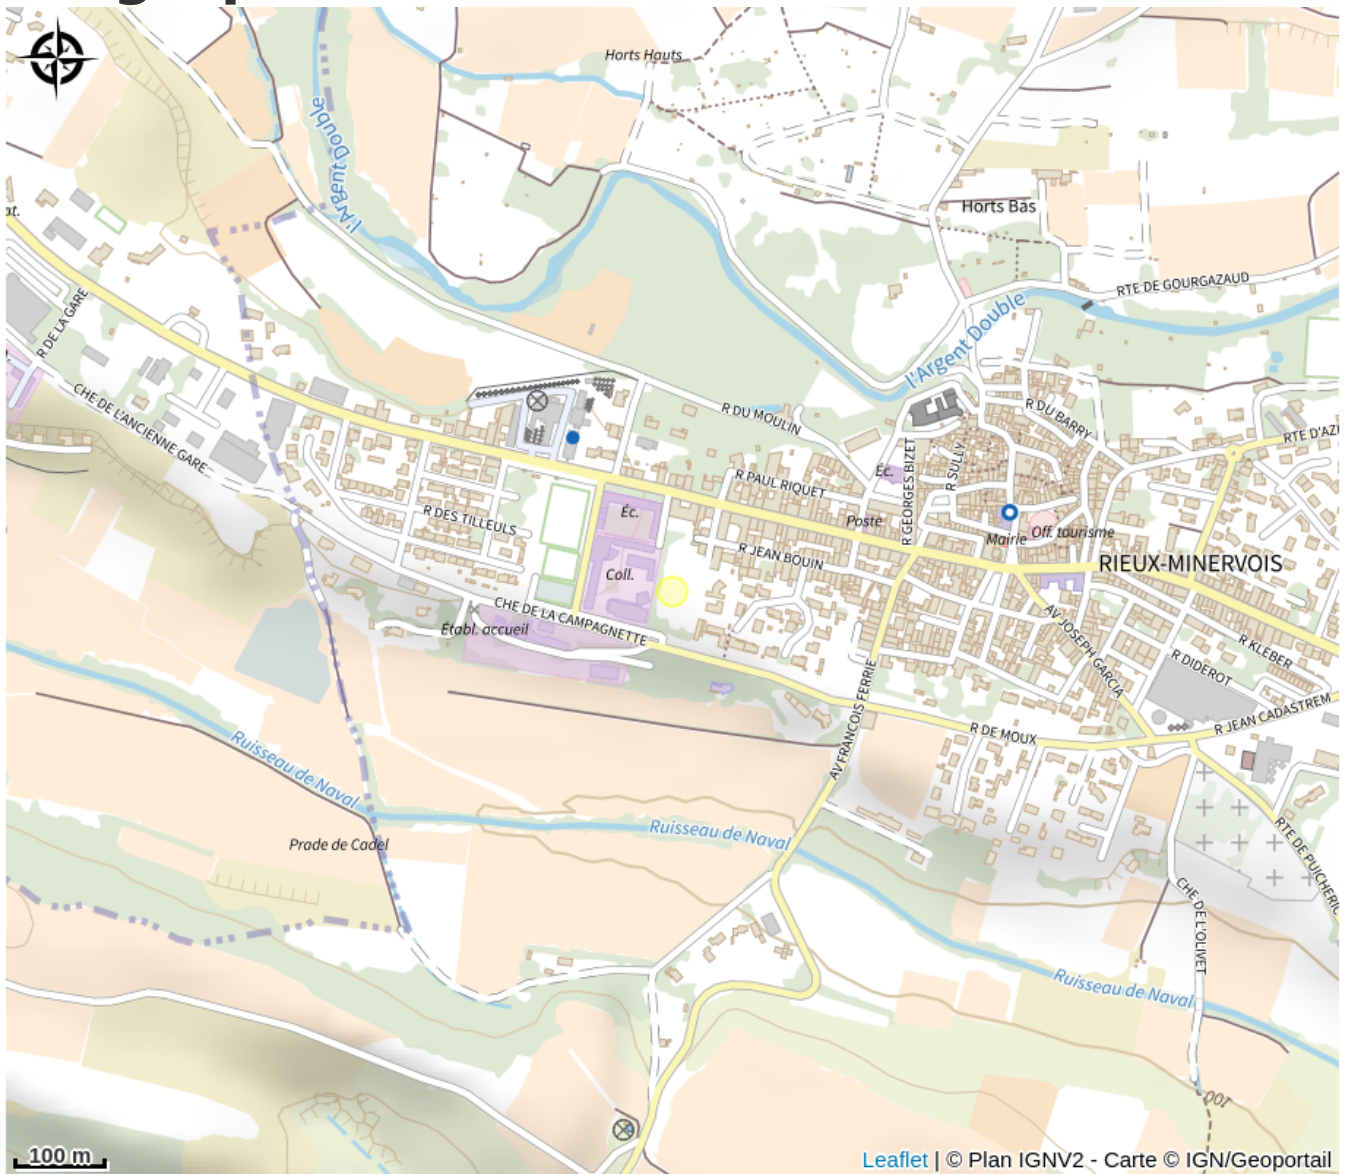 Horts Hauts
l'Argent Double
Horts Bas
at.
RTE DE GOURGAZAUD
R DE LA GARE
l'Argent Double
CHE DE L'ANCIENNE GARE
R DU MOULIN
R DU BARRY
RTE D'AZI
R GEORGES BIZET
R SULLY
Éc.
R PAUL RIQUET
R DES TILLEULS
Éc.
Poste
Mairie
Off. tourisme
R JEAN BOUIN
RIEUX-MINERVOIS
Coll.
CHE DE LA CAMPAGNETTE
Établ. accueil
AV JOSEPH GARCIA
R KLEBER
R DIDEROT
AV FRANCOIS FERRIE
R JEAN CADASTREM
R DE MOUX
Ruisseau de Naval
Ruisseau de Naval
Prade de Cadel
RTE DE PUICHERIC
CHE DE L'OLIVET
Ruisseau de Naval
100
100 m
Leaflet | © Plan IGNV2 - Carte © IGN/Geoportail